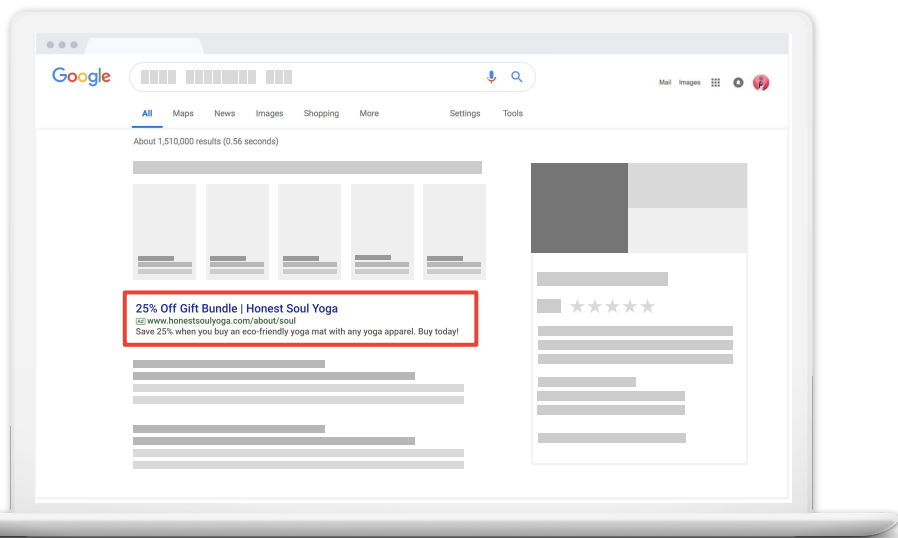 Google
Mail Images
All Maps News Images Shopping More Settings Tools
About 1,510,000 results (0.56 seconds)
25% Off Gift Bundle | Honest Soul Yoga
Ad www.honestsoulyoga.com/about/soul
Save 25% when you buy an eco-friendly yoga mat with any yoga apparel. Buy today!